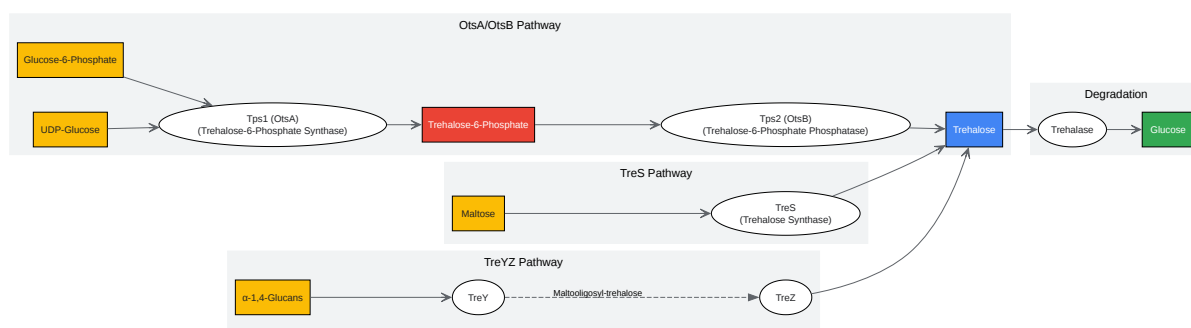 OtsA/OtsB Pathway
Glucose-6-Phosphate
UDP-Glucose
Tps1 (OtsA)
(Trehalose-6-Phosphate Synthase)
Trehalose-6-Phosphate
Tps2 (OtsB)
(Trehalose-6-Phosphate Phosphatase)
Trehalose
Degradation
Trehalase
Glucose
TreS Pathway
Maltose
TreS
(Trehalose Synthase)
TreYZ Pathway
α-1,4-Glucans
TreY
Maltooligosyl-trehalose
TreZ